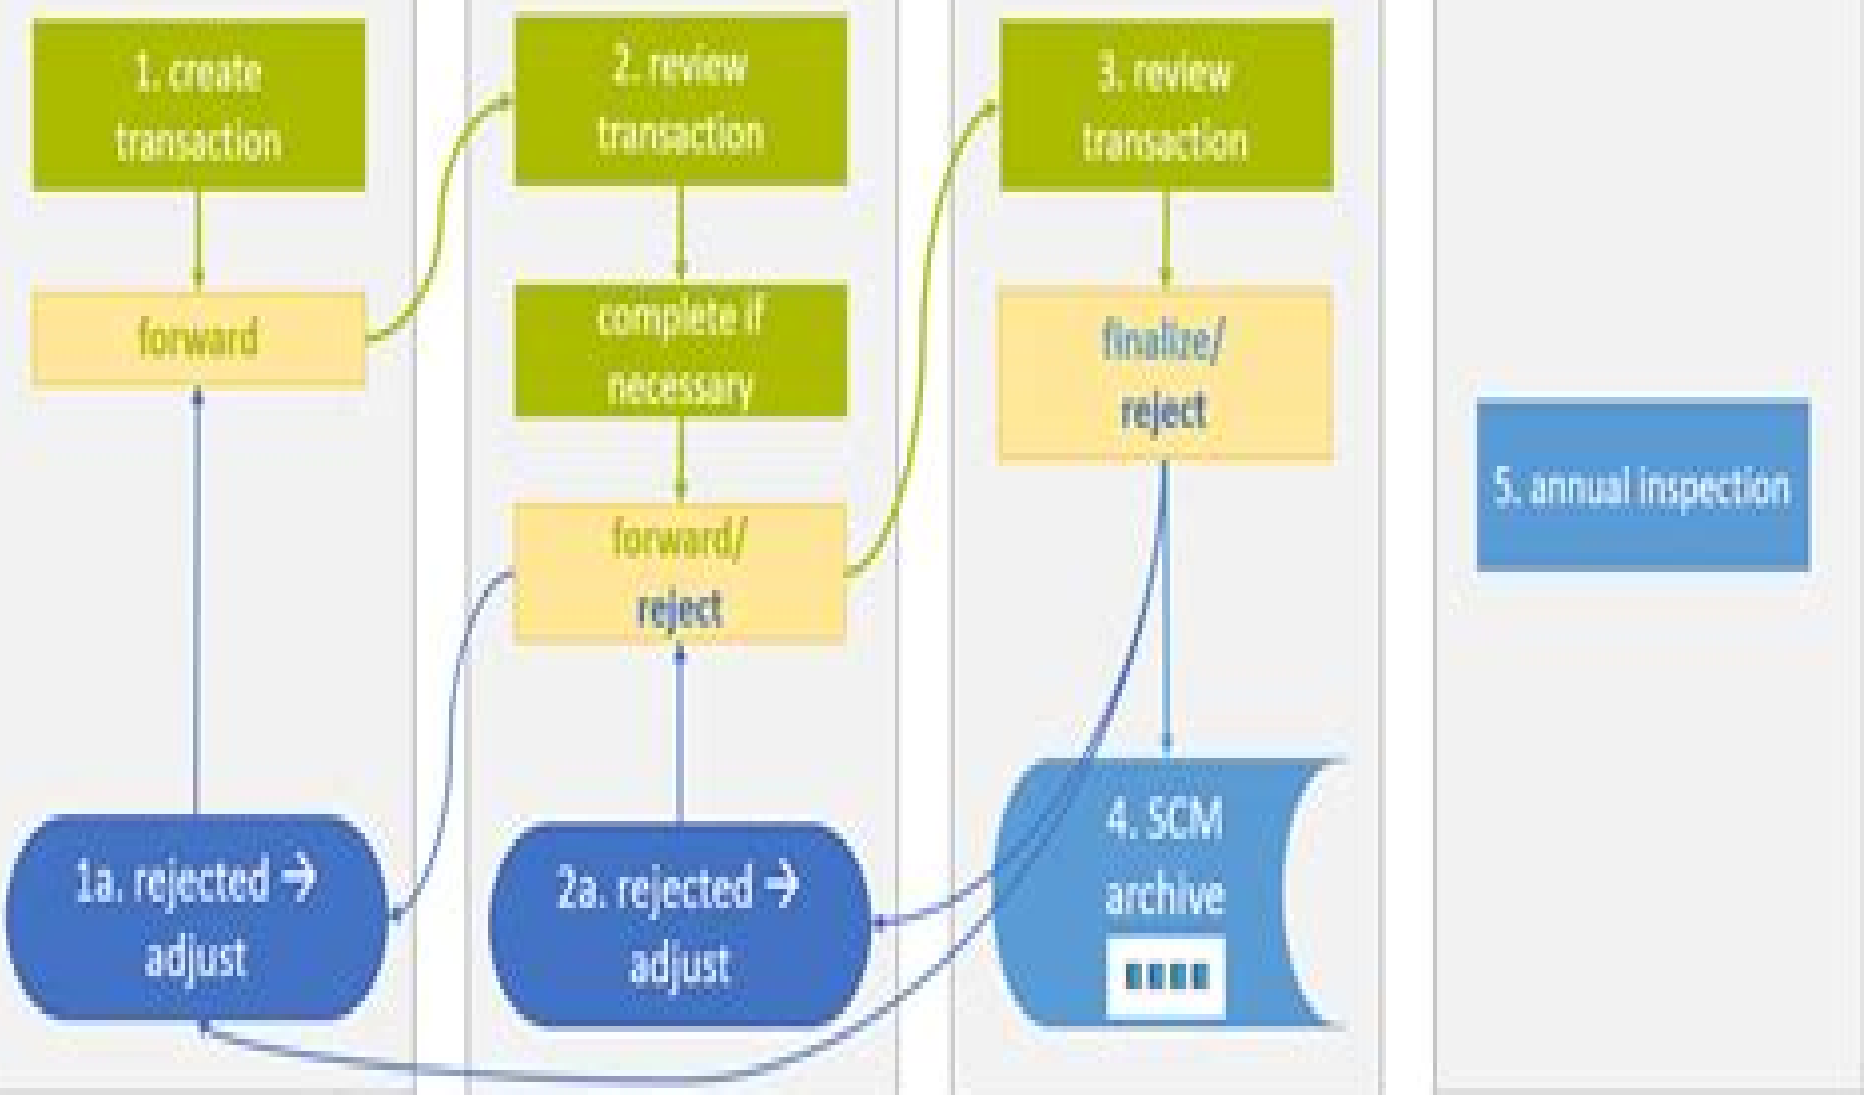 1. create
transaction
forward
1a. rejected →
adjust
2. review
transaction
complete if
necessary
forward/
reject
2a. rejected →
adjust
3. review
transaction
finalize/
reject
4. SCM
archive
5. annual inspection